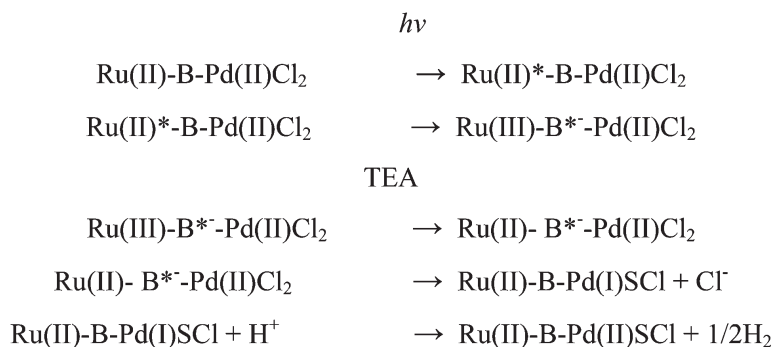 hv
Ru(II)-B-Pd(II)Cl₂ → Ru(II)*-B-Pd(II)Cl₂
Ru(II)*-B-Pd(II)Cl₂ → Ru(III)-B*⁻-Pd(II)Cl₂
TEA
Ru(III)-B*⁻-Pd(II)Cl₂ → Ru(II)- B*⁻-Pd(II)Cl₂
Ru(II)- B*⁻-Pd(II)Cl₂ → Ru(II)-B-Pd(I)SCl + Cl⁻
Ru(II)-B-Pd(I)SCl + H⁺ → Ru(II)-B-Pd(II)SCl + 1/2H₂